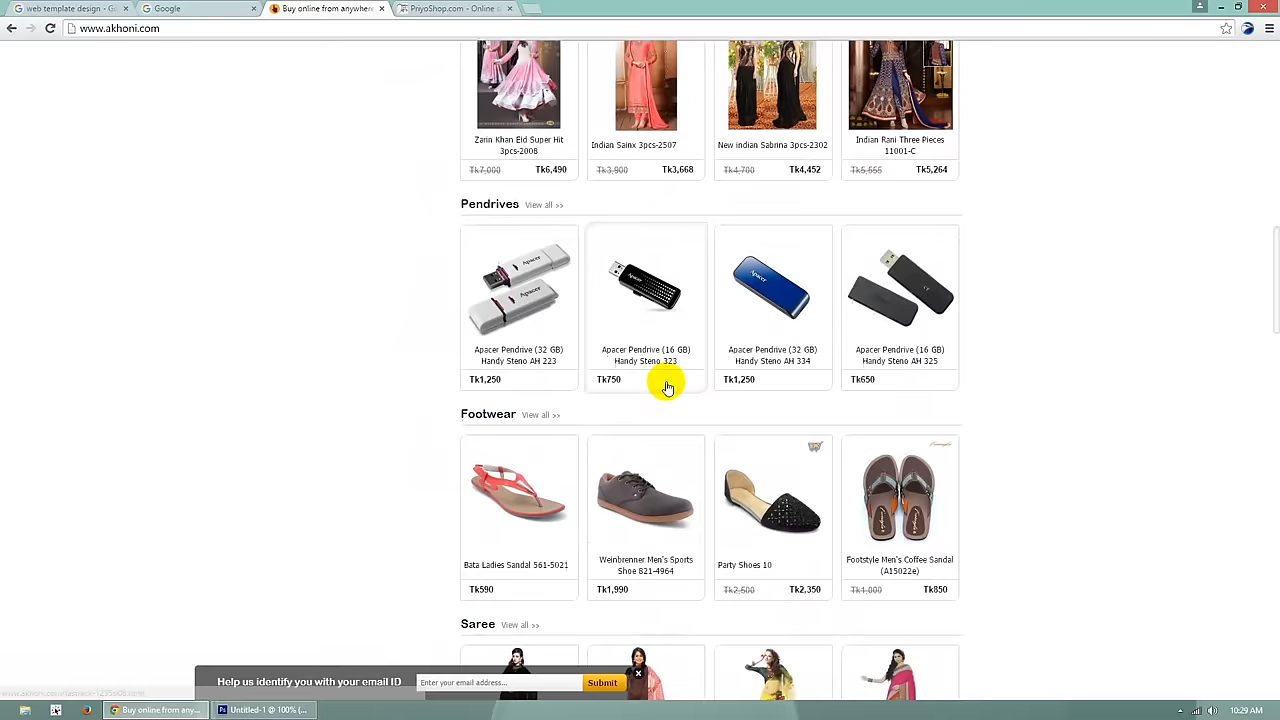 web template design - Go
Google
Buy online from anywhere
PriyoShop.com - Online sh
www.akhoni.com
Zarin Khan Eid Super Hit
3pcs-2008
Indian Sainx 3pcs-2507
New indian Sabrina 3pcs-2302
Indian Rani Three Pieces
11001-C
Tk7,000 Tk6,490
Tk3,900 Tk3,668
Tk4,700 Tk4,452
Tk5,555 Tk5,264
Pendrives View all >>
Apacer
Apacer
Apacer
Apacer
Apacer Pendrive (32 GB)
Handy Steno AH 223
Apacer Pendrive (16 GB)
Handy Steno 323
Apacer Pendrive (32 GB)
Handy Steno AH 334
Apacer Pendrive (16 GB)
Handy Steno AH 325
Tk1,250
Tk750
Tk1,250
Tk650
Footwear View all >>
Bata Ladies Sandal 561-5021
Weinbrenner Men's Sports
Shoe 821-4964
Party Shoes 10
Footstyle Men's Coffee Sandal
(A15022e)
Tk590
Tk1,990
Tk2,500 Tk2,350
Tk1,000 Tk850
Saree View all >>
Help us identify you with your email ID
Enter your email address...
Submit
Buy online from any...
Untitled-1 @ 100% (...
10:29 AM